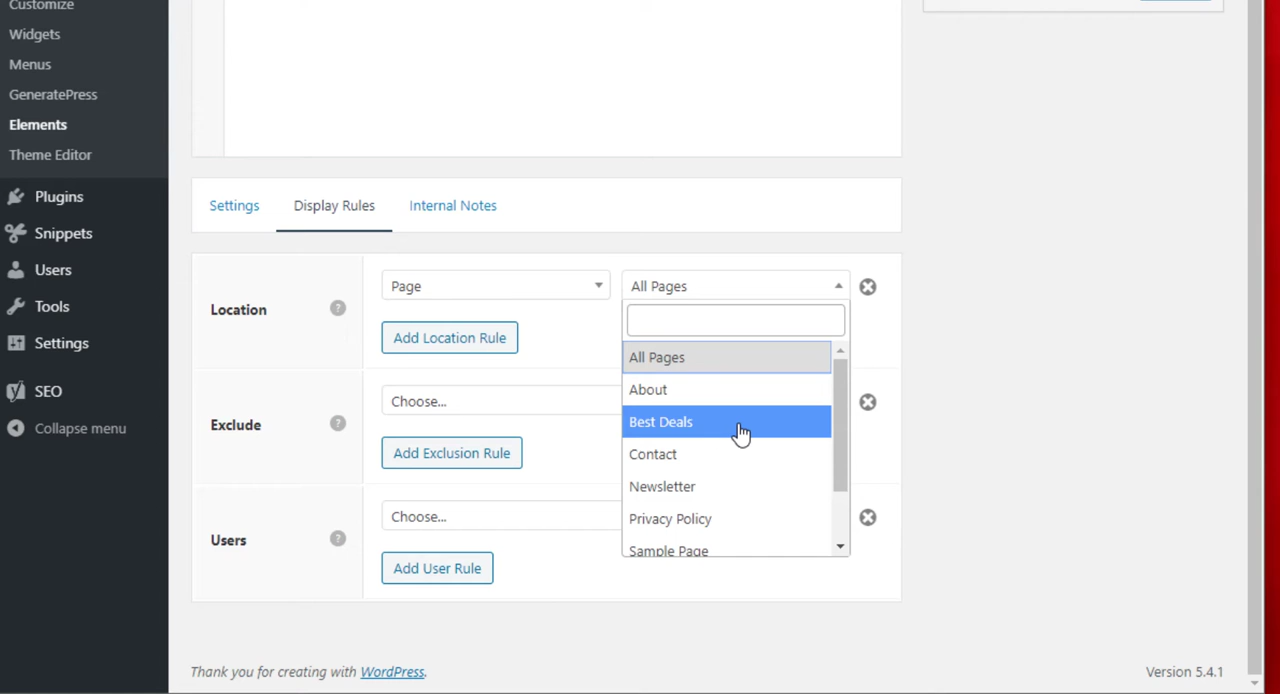 Customize
Widgets
Menus
GeneratePress
Elements
Theme Editor
Plugins
Snippets
Users
Tools
Settings
SEO
Collapse menu
Settings Display Rules Internal Notes
Location ? Page All Pages
Add Location Rule
All Pages
About
Best Deals
Contact
Newsletter
Privacy Policy
Sample Page
Exclude ? Choose...
Add Exclusion Rule
Users ? Choose...
Add User Rule
Thank you for creating with WordPress. Version 5.4.1